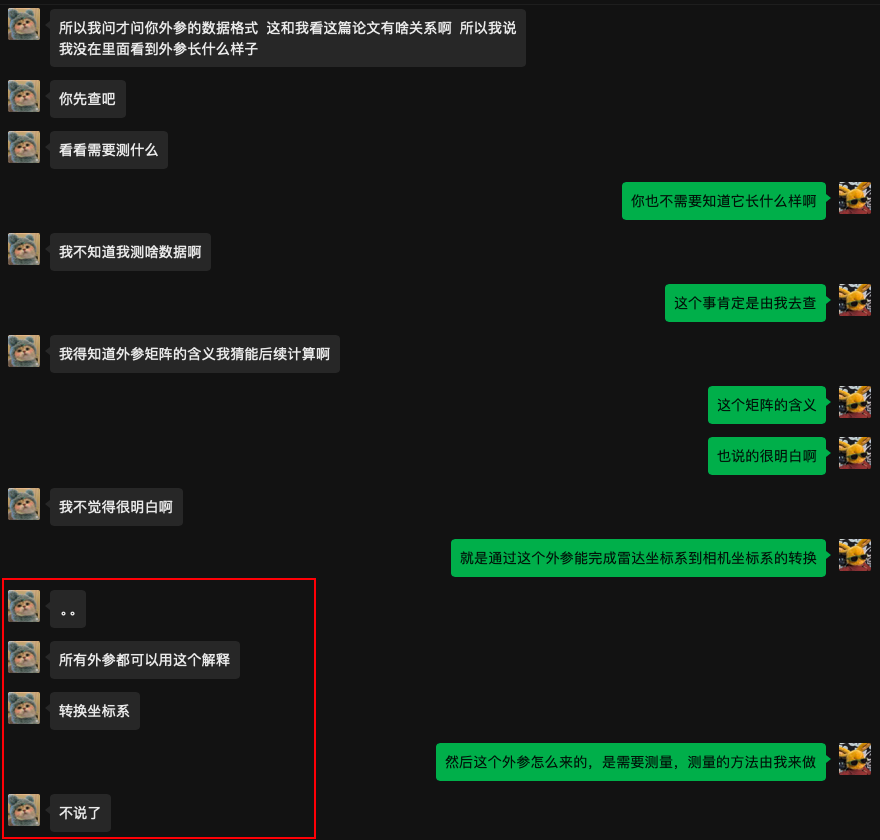 所以我问才问你外参的数据格式  这和我看这篇论文有啥关系啊  所以我说
我没在里面看到外参长什么样子
你先查吧
看看需要测什么
你也不需要知道它长什么样啊
我不知道我测啥数据啊
这个事肯定是由我去查
我得知道外参矩阵的含义我猜能后续计算啊
这个矩阵的含义
也说的很明白啊
我不觉得很明白啊
就是通过这个外参能完成雷达坐标系到相机坐标系的转换
。。
所有外参都可以用这个解释
转换坐标系
然后这个外参怎么来的，是需要测量，测量的方法由我来做
不说了